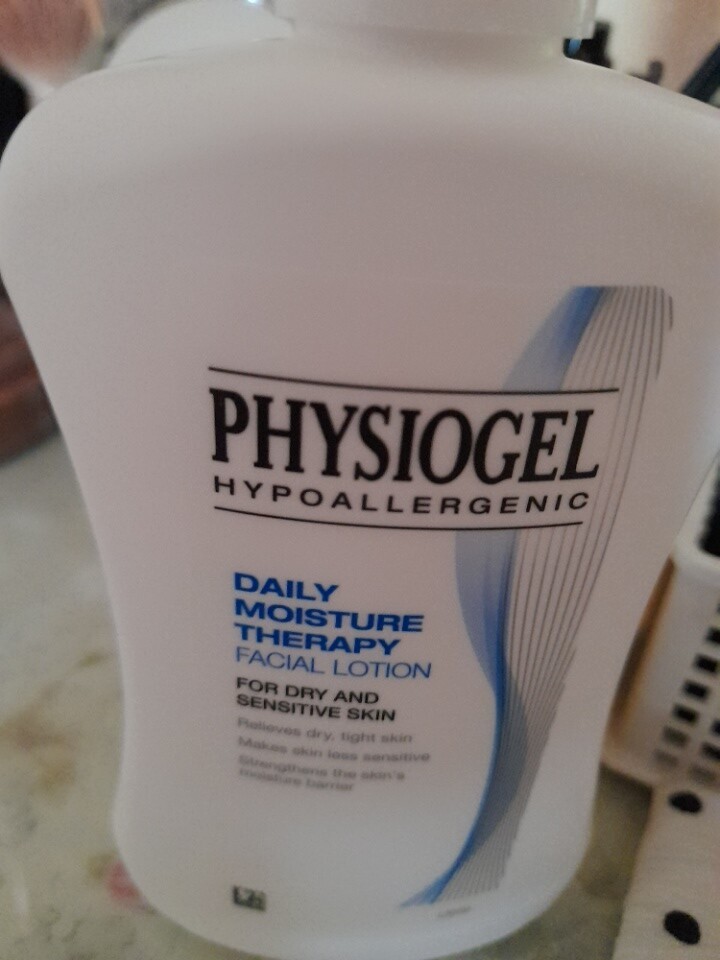 PHYSIOGEL
HYPOALLERGENIC
DAILY
MOISTURE
THERAPY
FACIAL LOTION
FOR DRY AND
SENSITIVE SKIN
Relieves dry, tight skin
Makes skin less sensitive
Strengthens the skin's
moisture barrier